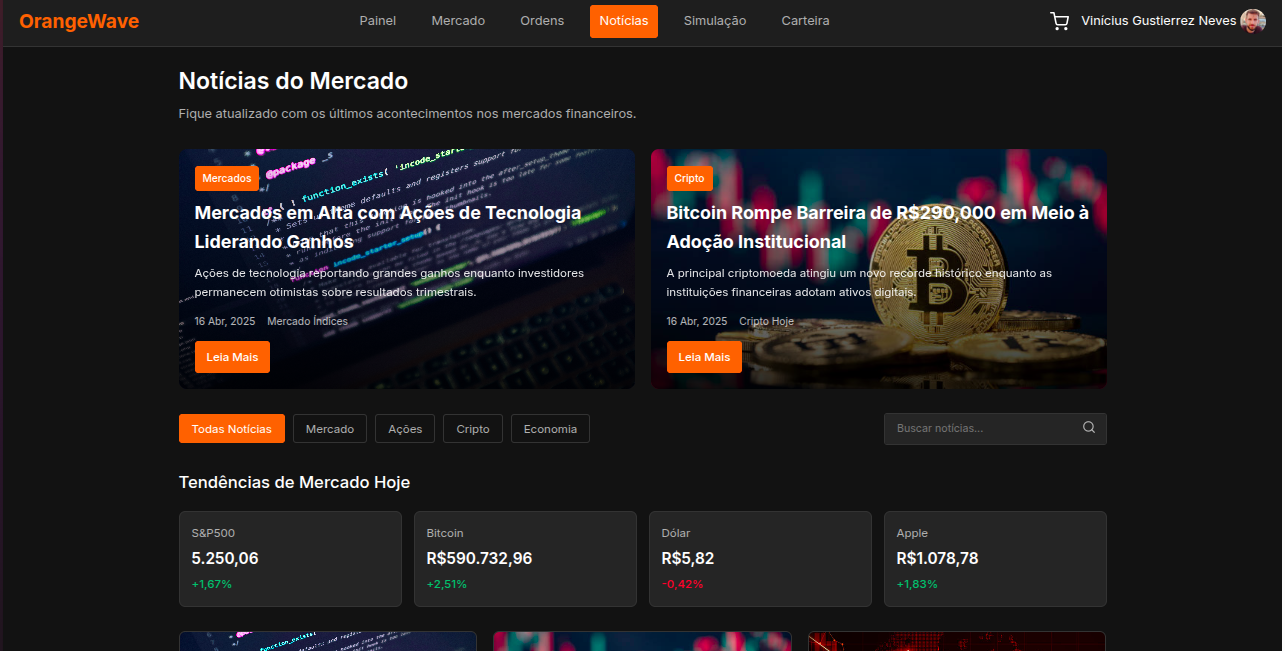 OrangeWave
Painel
Mercado
Ordens
Notícias
Simulação
Carteira
Vinícius Gustierrez Neves
Notícias do Mercado
Fique atualizado com os últimos acontecimentos nos mercados financeiros.
@package _s
function_exists( 'incode_starte
Mercados
Mercados em Alta com Ações de Tecnologia
Liderando Ganhos
Ações de tecnologia reportando grandes ganhos enquanto investidores
permanecem otimistas sobre resultados trimestrais.
16 Abr, 2025
Mercado Índices
Leia Mais
Cripto
Bitcoin Rompe Barreira de R$290,000 em Meio à
Adoção Institucional
A principal criptomoeda atingiu um novo recorde histórico enquanto as
instituições financeiras adotam ativos digitais.
16 Abr, 2025
Cripto Hoje
Leia Mais
Todas Notícias
Mercado
Ações
Cripto
Economia
Buscar notícias...
Tendências de Mercado Hoje
S&P500
5.250,06
+1,67%
Bitcoin
R$590.732,96
+2,51%
Dólar
R$5,82
-0,42%
Apple
R$1.078,78
+1,83%